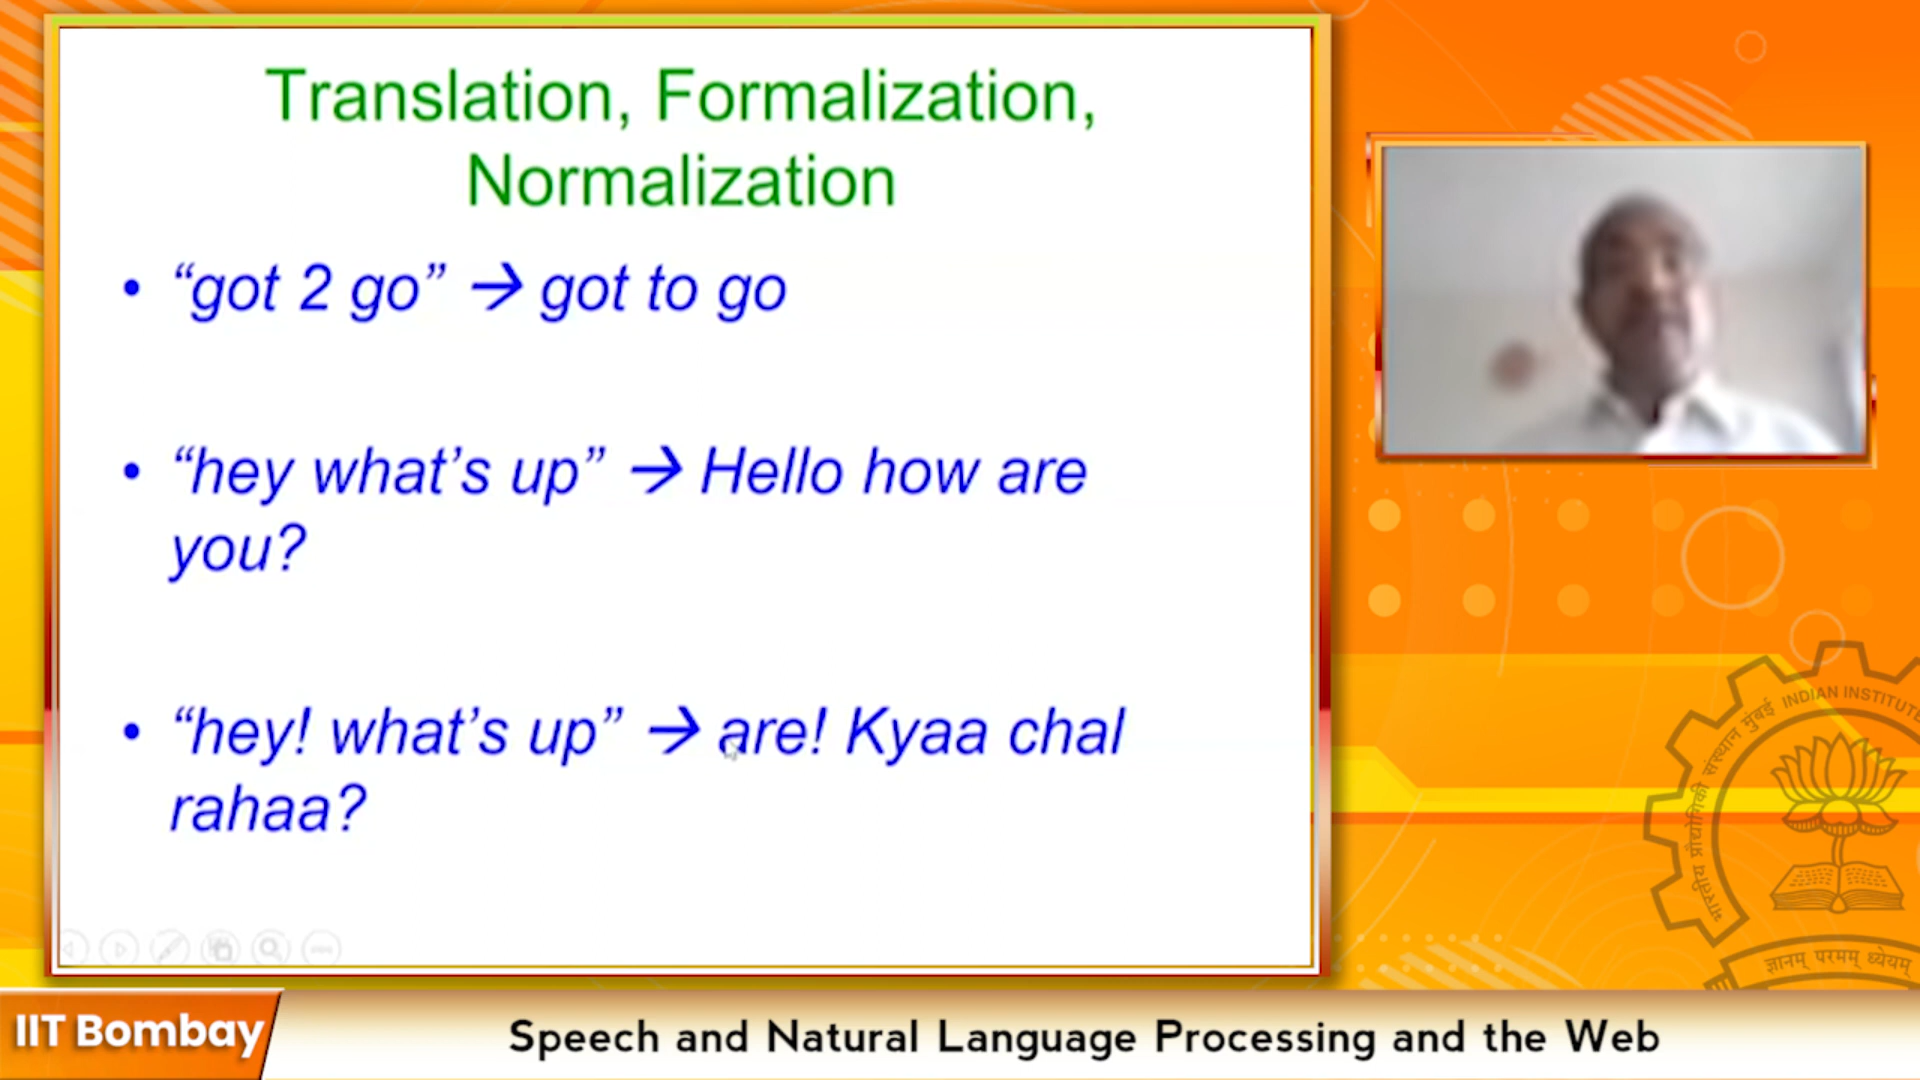 Translation, Formalization,
Normalization
• “got 2 go” → got to go
• “hey what’s up” → Hello how are
you?
• “hey! what’s up” → are! Kyaa chal
rahaa?
INDIAN INSTITUTE
भारतीय प्रौद्योगिकी संस्थान मुंबई
ज्ञानम् परमम् ध्येयम्
IIT Bombay
Speech and Natural Language Processing and the Web